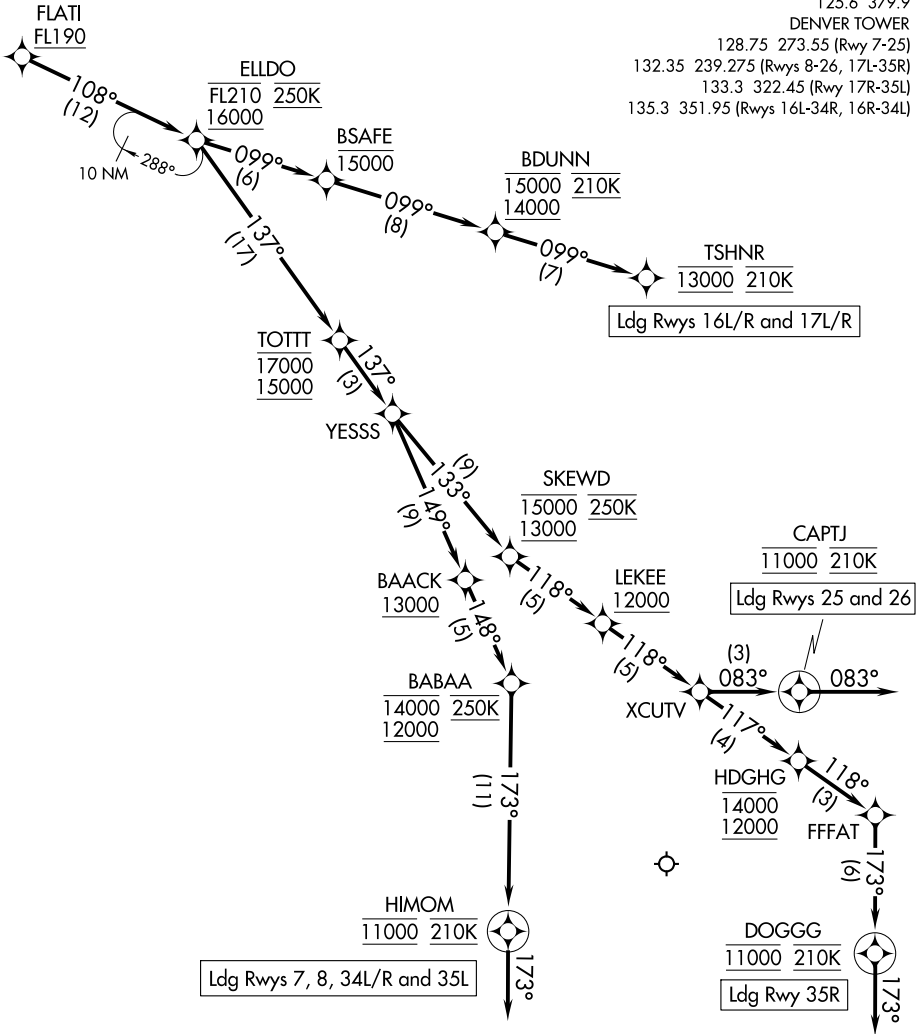 125.6 379.9
DENVER TOWER
128.75 273.55 (Rwy 7-25)
132.35 239.275 (Rwys 8-26, 17L-35R)
133.3 322.45 (Rwy 17R-35L)
135.3 351.95 (Rwys 16L-34R, 16R-34L)
FLATI
FL190
108°
(12)
ELLDO
FL210 250K
16000
10 NM
288°
099°
(6)
BSAFE
15000
099°
(8)
BDUNN
15000 210K
14000
099°
(7)
TSHNR
13000 210K
Ldg Rwys 16L/R and 17L/R
137°
(17)
TOTTT
17000
15000
137°
(3)
YESSS
(9)
133°
149°
(9)
SKEWD
15000 250K
13000
BAACK
13000
148°
(5)
118°
(5)
LEKEE
12000
118°
(5)
CAPTJ
11000 210K
Ldg Rwys 25 and 26
(3)
083°
083°
XCUTV
BABAA
14000 250K
12000
117°
(4)
HDGHG
14000
12000
118°
(3)
FFFAT
173°
(11)
173°
(6)
HIMOM
11000 210K
Ldg Rwys 7, 8, 34L/R and 35L
173°
DOGGG
11000 210K
Ldg Rwy 35R
173°